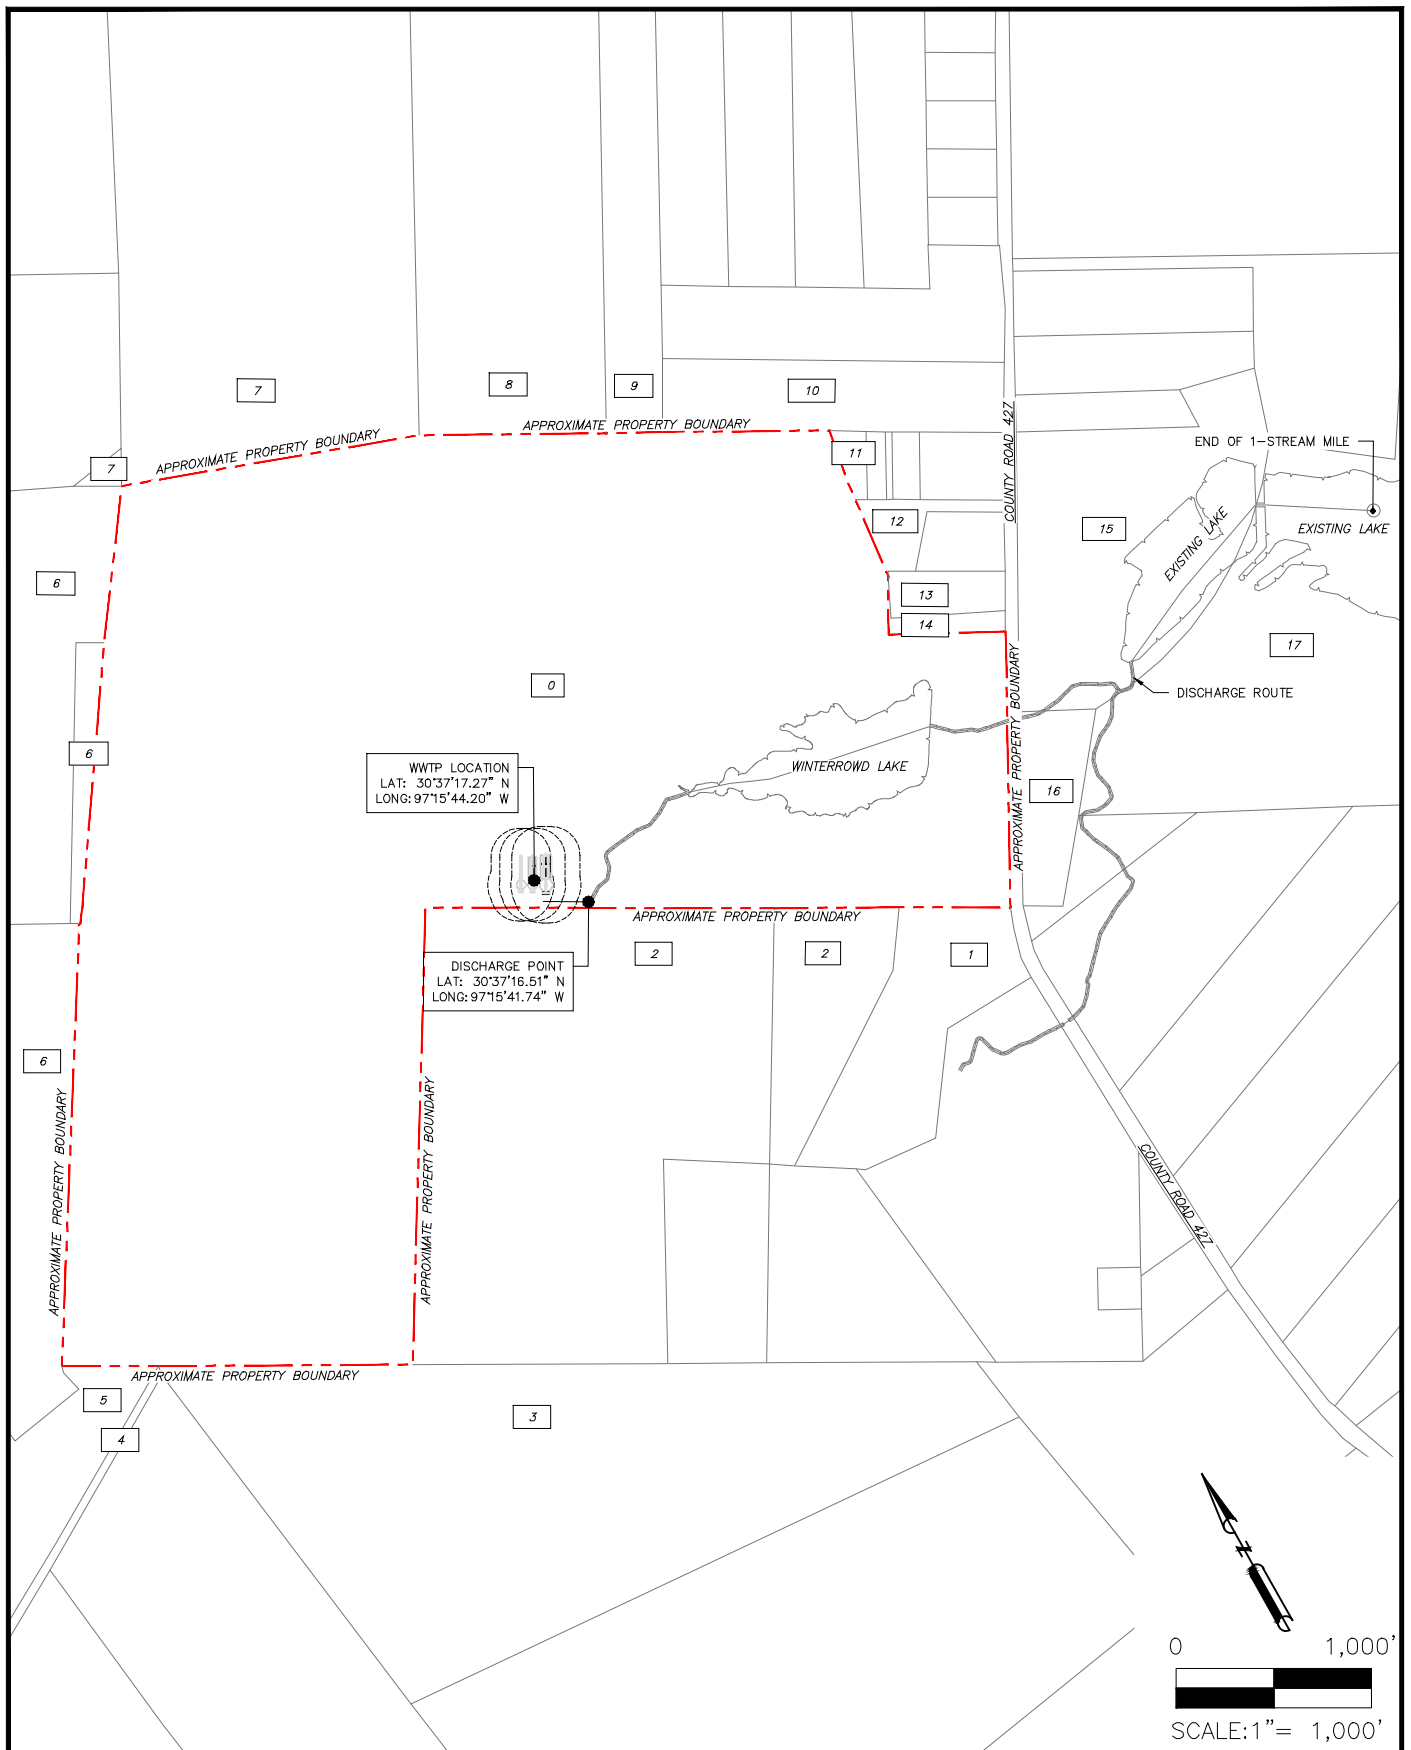 8
9
7
10
COUNTY ROAD 427
APPROXIMATE PROPERTY BOUNDARY
APPROXIMATE PROPERTY BOUNDARY
END OF 1-STREAM MILE
11
7
12
15
EXISTING LAKE
EXISTING LAKE
6
13
14
17
0
APPROXIMATE PROPERTY BOUNDARY
DISCHARGE ROUTE
6
WWTP LOCATION
LAT: 30°37'17.27" N
LONG: 97°15'44.20" W
WINTERROWD LAKE
16
APPROXIMATE PROPERTY BOUNDARY
2
2
1
DISCHARGE POINT
LAT: 30°37'16.51" N
LONG: 97°15'41.74" W
6
APPROXIMATE PROPERTY BOUNDARY
APPROXIMATE PROPERTY BOUNDARY
COUNTY ROAD 427
APPROXIMATE PROPERTY BOUNDARY
5
3
4
N
0 1,000'
SCALE: 1"= 1,000'